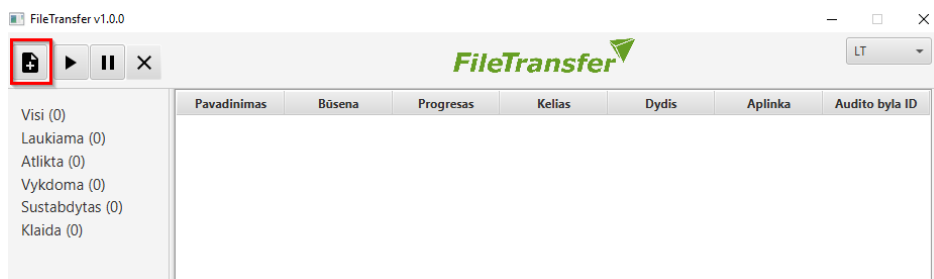 FileTransfer v1.0.0
FileTransfer
LT
Visi (0)
Laukiama (0)
Atlikta (0)
Vykdoma (0)
Sustabdytas (0)
Klaida (0)
Pavadinimas Būsena Progresas Kelias Dydis Aplinka Audito byla ID